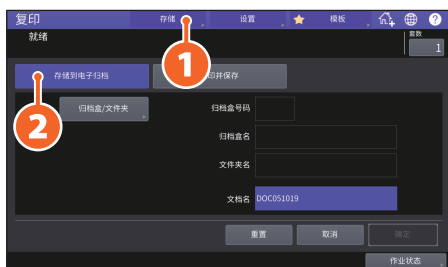 复印
存储 设置 模板 ?
就绪 套数
1
1
存储到电子归档 印并保存
2
归档盒/文件夹 归档盒号码
归档盒名
文件夹名
文档名 DOC051019
重置 取消 确定
作业状态